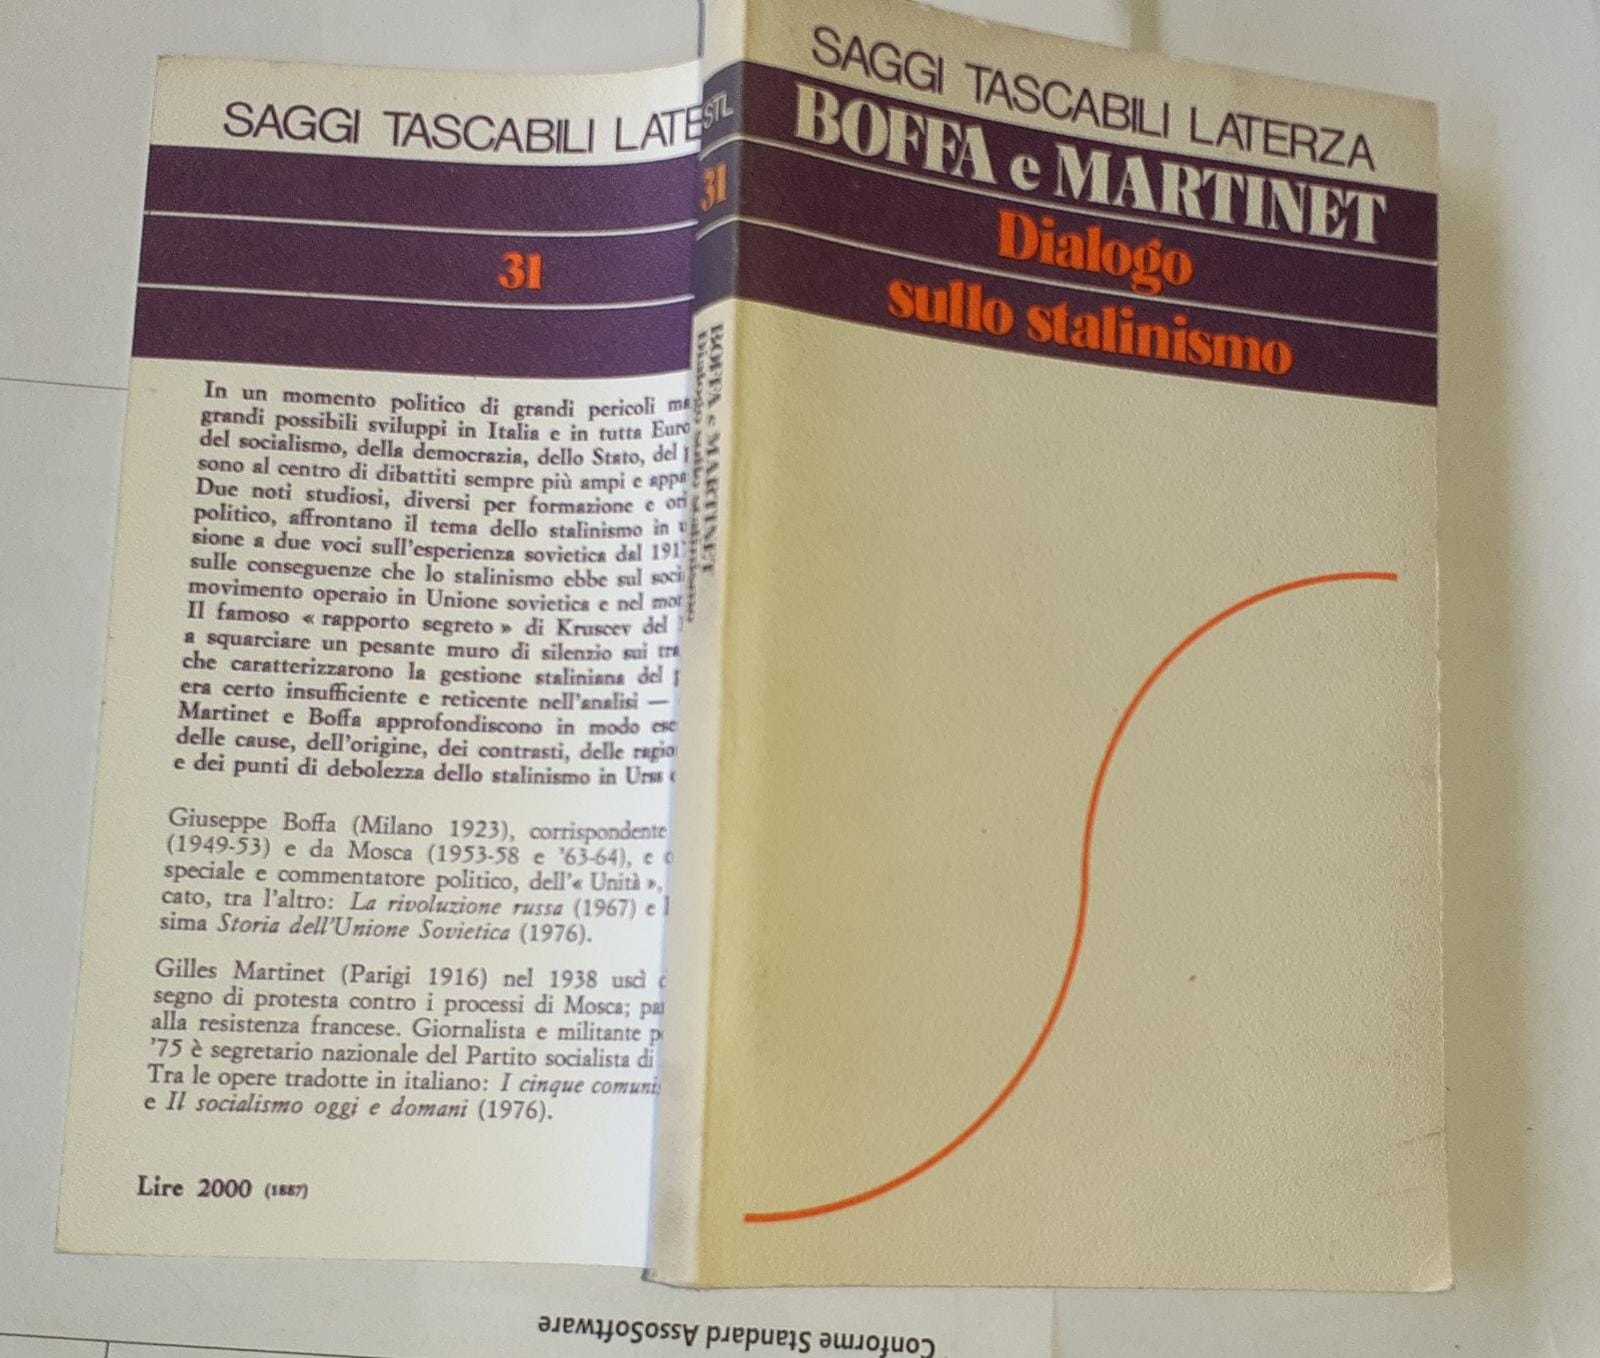 SAGGI TASCABILI LATE
31
In un momento politico di grandi pericoli ma
grandi possibili sviluppi in Italia e in tutta Euro
del socialismo, della democrazia, dello Stato, del
sono al centro di dibattiti sempre più ampi e appa
Due noti studiosi, diversi per formazione e ori
politico, affrontano il tema dello stalinismo in
sione a due voci sull'esperienza sovietica dal 191
sulle conseguenze che lo stalinismo ebbe sul soci
movimento operaio in Unione sovietica e nel mon
Il famoso « rapporto segreto » di Kruscev del
a squarciare un pesante muro di silenzio sui tra
che caratterizzarono la gestione staliniana del
era certo insufficiente e reticente nell'analisi —
Martinet e Boffa approfondiscono in modo ese
delle cause, dell'origine, dei contrasti, delle ragio
e dei punti di debolezza dello stalinismo in Urss
Giuseppe Boffa (Milano 1923), corrispondente
(1949-53) e da Mosca (1953-58 e '63-64), e
speciale e commentatore politico, dell'« Unità »,
cato, tra l'altro: La rivoluzione russa (1967) e
sima Storia dell'Unione Sovietica (1976).
Gilles Martinet (Parigi 1916) nel 1938 uscì
segno di protesta contro i processi di Mosca; par
alla resistenza francese. Giornalista e militante
'75 è segretario nazionale del Partito socialista di
Tra le opere tradotte in italiano: I cinque comunis
e Il socialismo oggi e domani (1976).
Lire 2000 (1887)
STL
31
BOFFA e MARTINET
Dialogo sullo stalinismo
SAGGI TASCABILI LATERZA
BOFFA e MARTINET
Dialogo
sullo stalinismo
Conforme Standard AssoSoftware